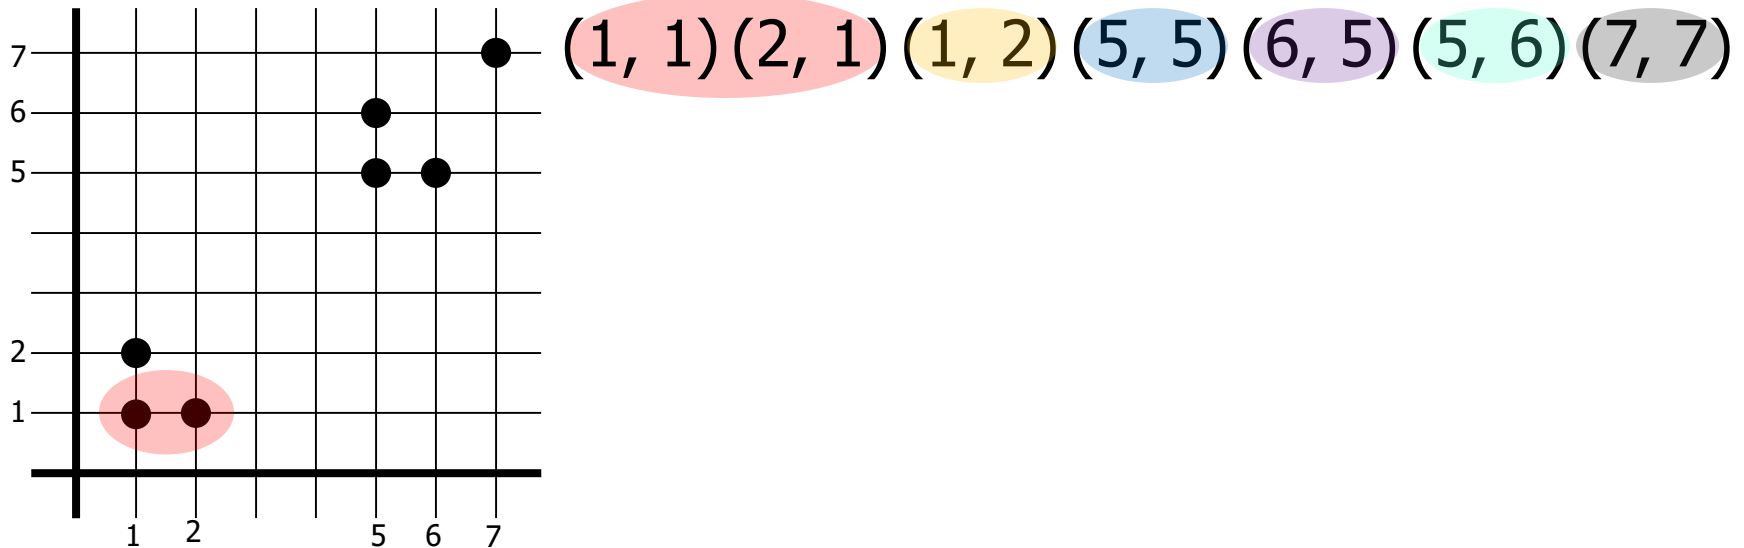 (1, 1)(2, 1)(1, 2)(5, 5)(6, 5)(5, 6)(7, 7)
7
6
5
2
1
1 2 5 6 7